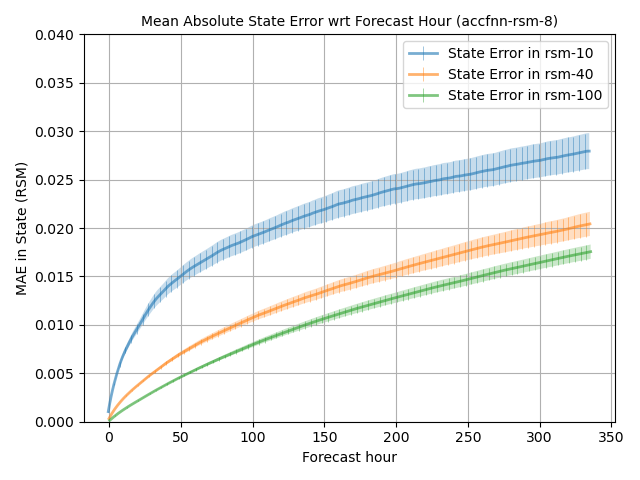 Mean Absolute State Error wrt Forecast Hour (accfnn-rsm-8)
State Error in rsm-10
State Error in rsm-40
State Error in rsm-100
MAE in State (RSM)
0.040
0.035
0.030
0.025
0.020
0.015
0.010
0.005
0.000
0 50 100 150 200 250 300 350
Forecast hour